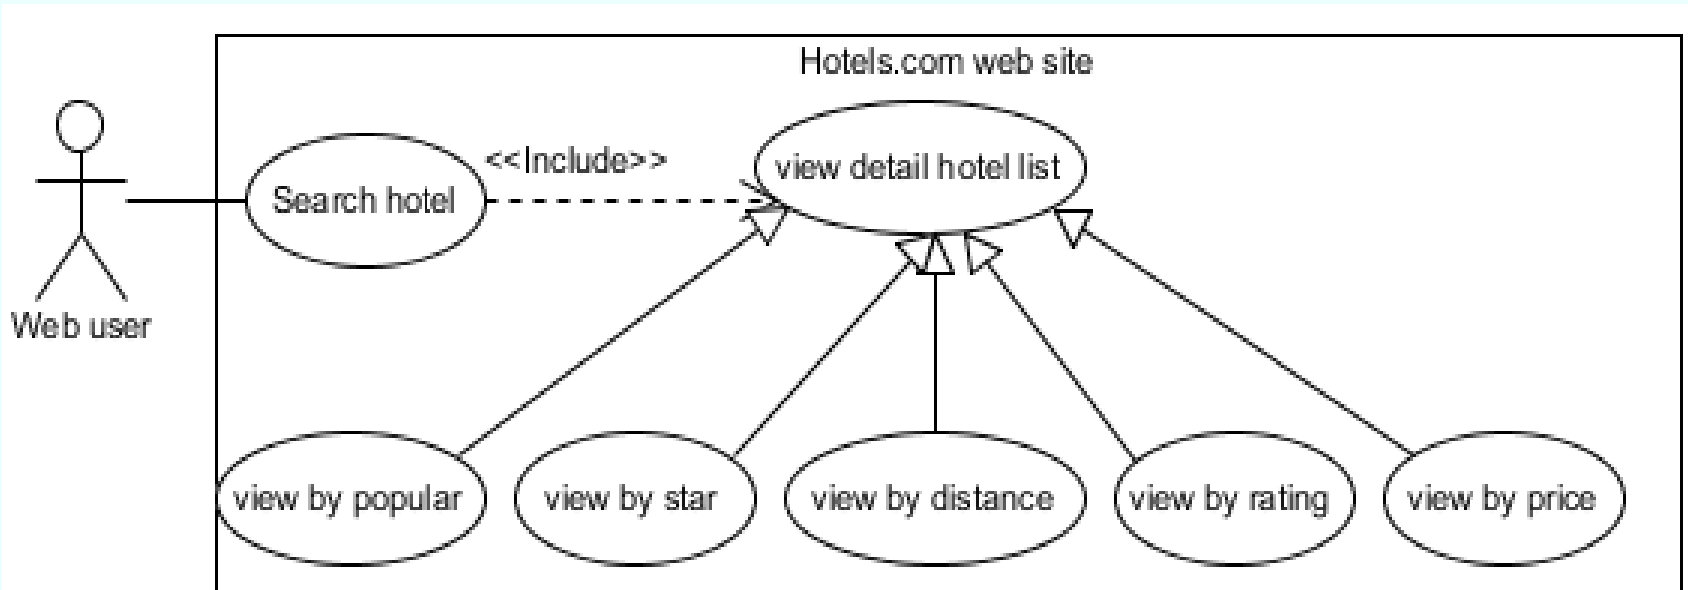 Hotels.com web site
<<Include>>
view detail hotel list
Search hotel
Web user
view by popular
view by star
view by distance
view by rating
view by price